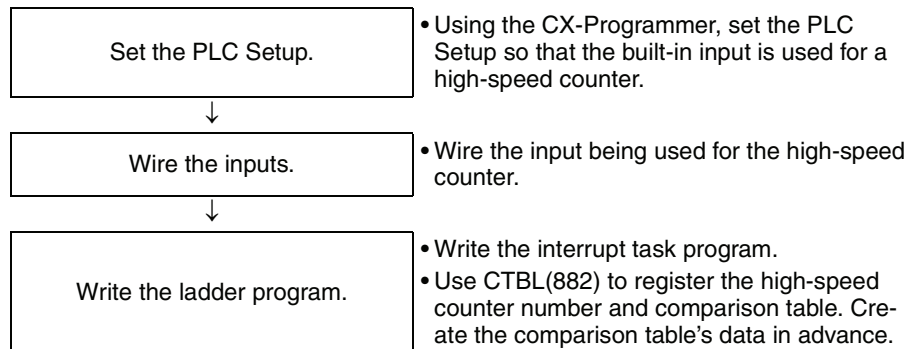 Set the PLC Setup.
• Using the CX-Programmer, set the PLC
Setup so that the built-in input is used for a
high-speed counter.
↓
Wire the inputs.
• Wire the input being used for the high-speed
counter.
↓
Write the ladder program.
• Write the interrupt task program.
• Use CTBL(882) to register the high-speed
counter number and comparison table. Cre-
ate the comparison table's data in advance.